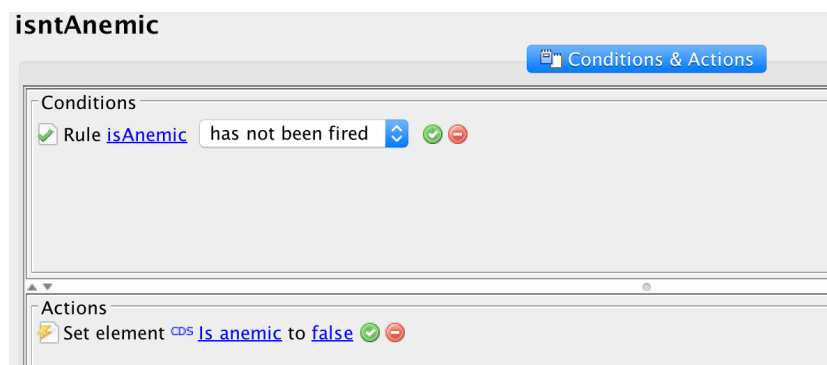 isntAnemic
Conditions & Actions
Conditions
Rule isAnemic has not been fired
Actions
Set element CDS Is anemic to false